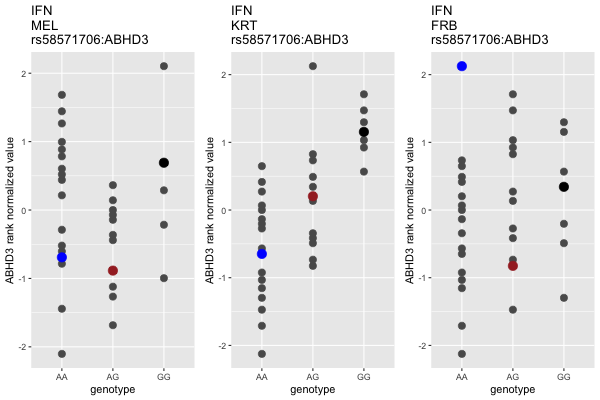 IFN
MEL
rs58571706:ABHD3
ABHD3 rank normalized value
2
1
0
-1
-2
AA AG GG
genotype
IFN
KRT
rs58571706:ABHD3
ABHD3 rank normalized value
2
1
0
-1
-2
AA AG GG
genotype
IFN
FRB
rs58571706:ABHD3
ABHD3 rank normalized value
2
1
0
-1
-2
AA AG GG
genotype